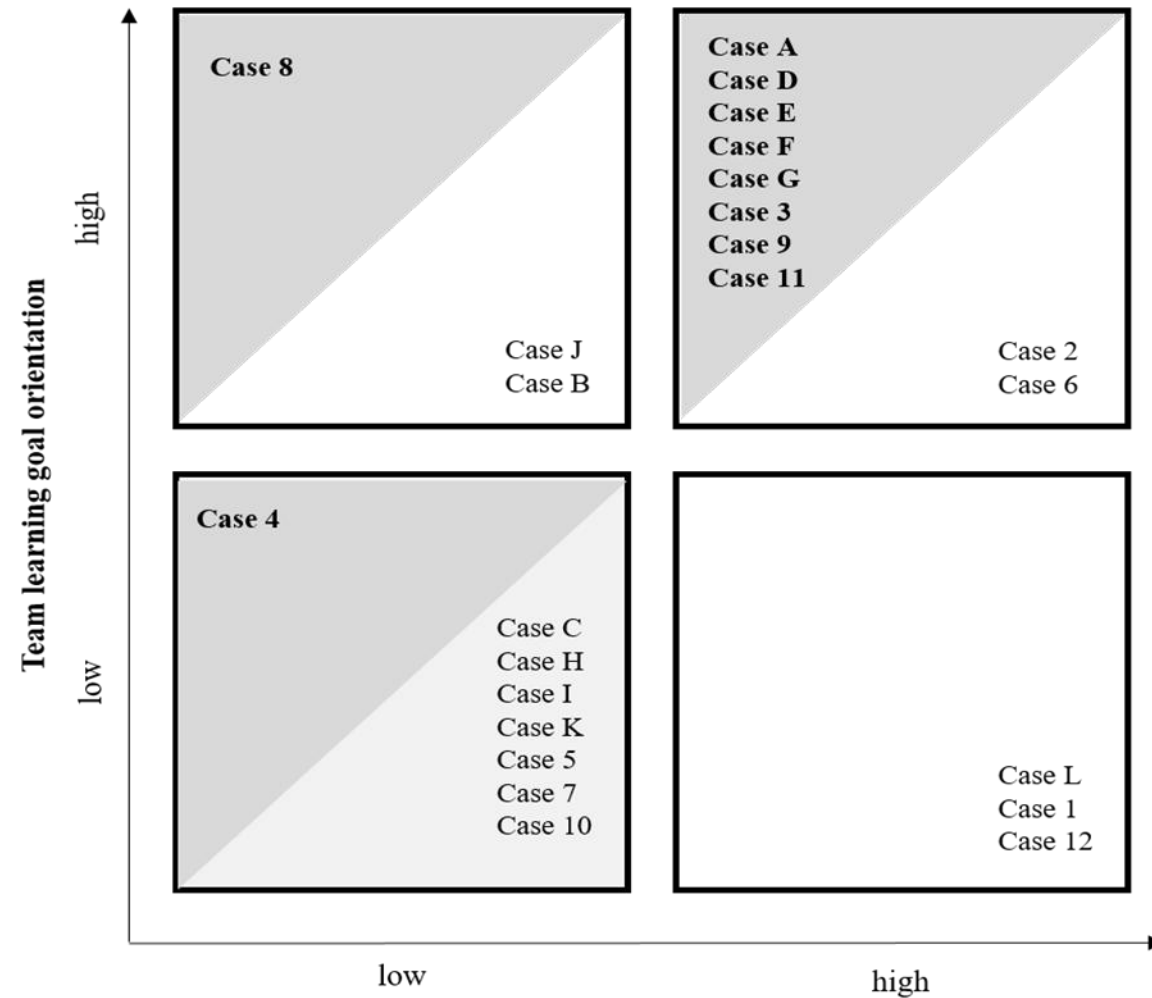 Team learning goal orientation
high
low
Case 8
Case J
Case B
Case A
Case D
Case E
Case F
Case G
Case 3
Case 9
Case 11
Case 2
Case 6
Case 4
Case C
Case H
Case I
Case K
Case 5
Case 7
Case 10
Case L
Case 1
Case 12
low
high